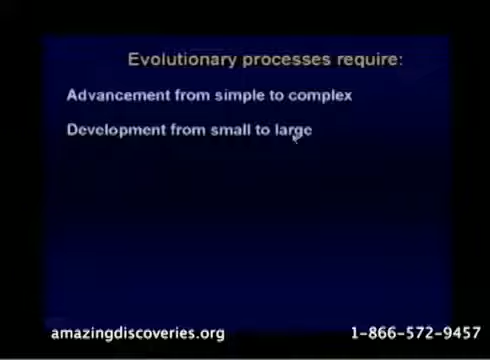 Evolutionary processes require:
Advancement from simple to complex
Development from small to large
amazingdiscoveries.org
1-866-572-9457